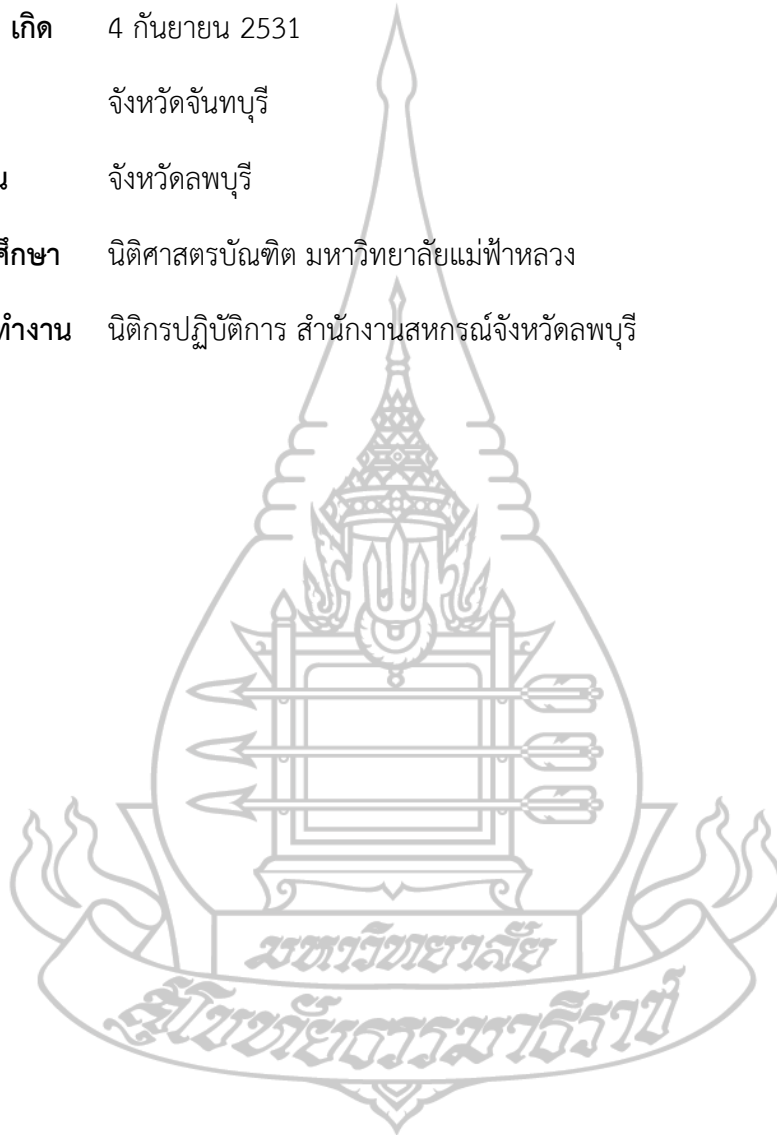 เกิด 4 กันยายน 2531
จังหวัดจันทบุรี
จังหวัดลพบุรี
ศึกษา นิติศาสตรบัณฑิต มหาวิทยาลัยแม่ฟ้าหลวง
ทำงาน นิติกรปฏิบัติการ สำนักงานสหกรณ์จังหวัดลพบุรี
มหาวิทยาลัย
สุโขทัยธรรมาธิราช